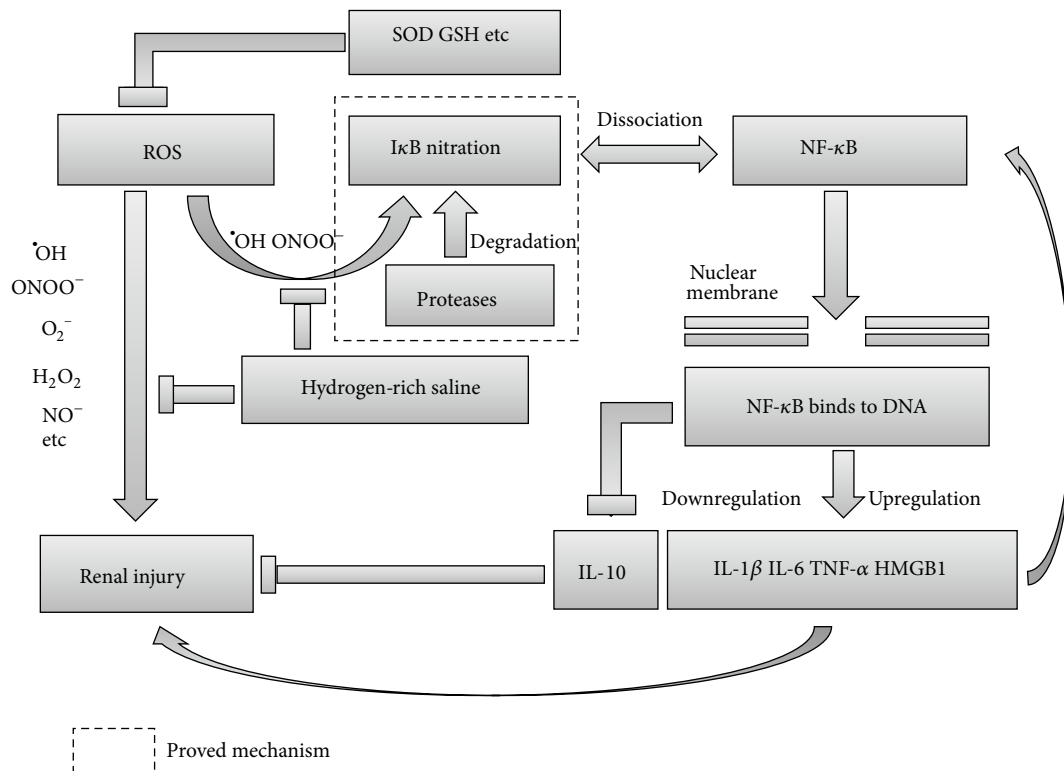 SOD GSH etc
ROS
IκB nitration
Dissociation
NF-κB
•OH ONOO⁻
Degradation
Proteases
•OH
ONOO⁻
O₂⁻
H₂O₂
NO⁻
etc
Nuclear
membrane
Hydrogen-rich saline
NF-κB binds to DNA
Downregulation
Upregulation
Renal injury
IL-10
IL-1β IL-6 TNF-α HMGB1
Proved mechanism